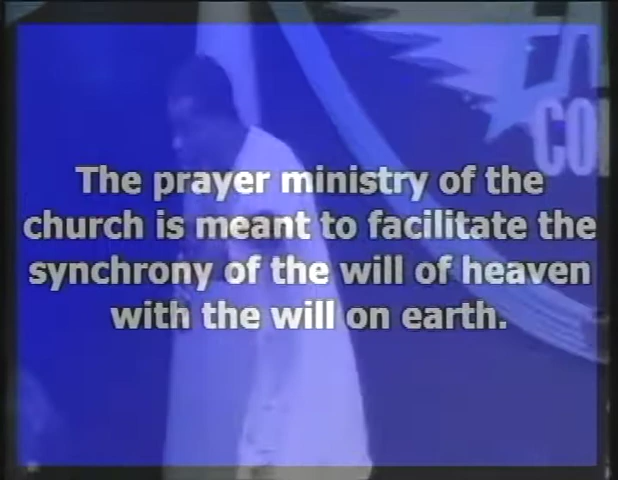 CO
The prayer ministry of the
church is meant to facilitate the
synchrony of the will of heaven
with the will on earth.